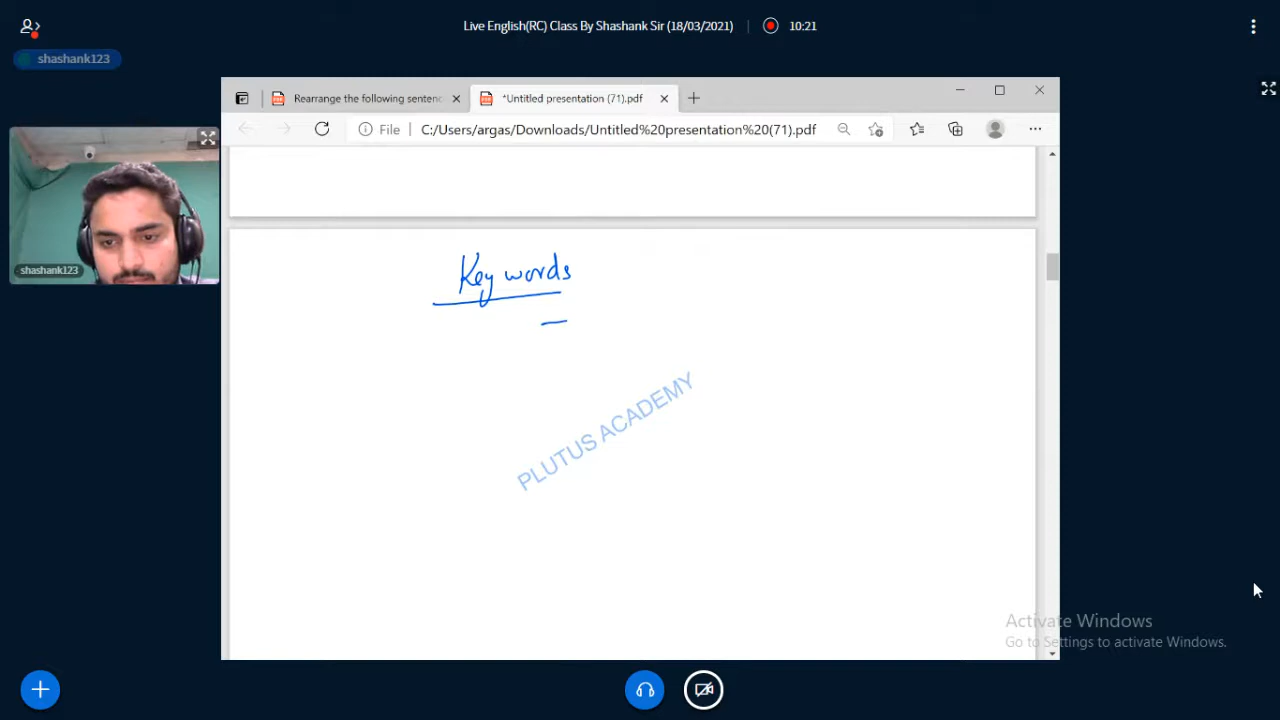 Live English(RC) Class By Shashank Sir (18/03/2021)
10:21
shashank123
Rearrange the following sentenc
*Untitled presentation (71).pdf
File
C:/Users/argas/Downloads/Untitled%20presentation%20(71).pdf
shashank123
Key words
PLUTUS ACADEMY
Activate Windows
Go to Settings to activate Windows.